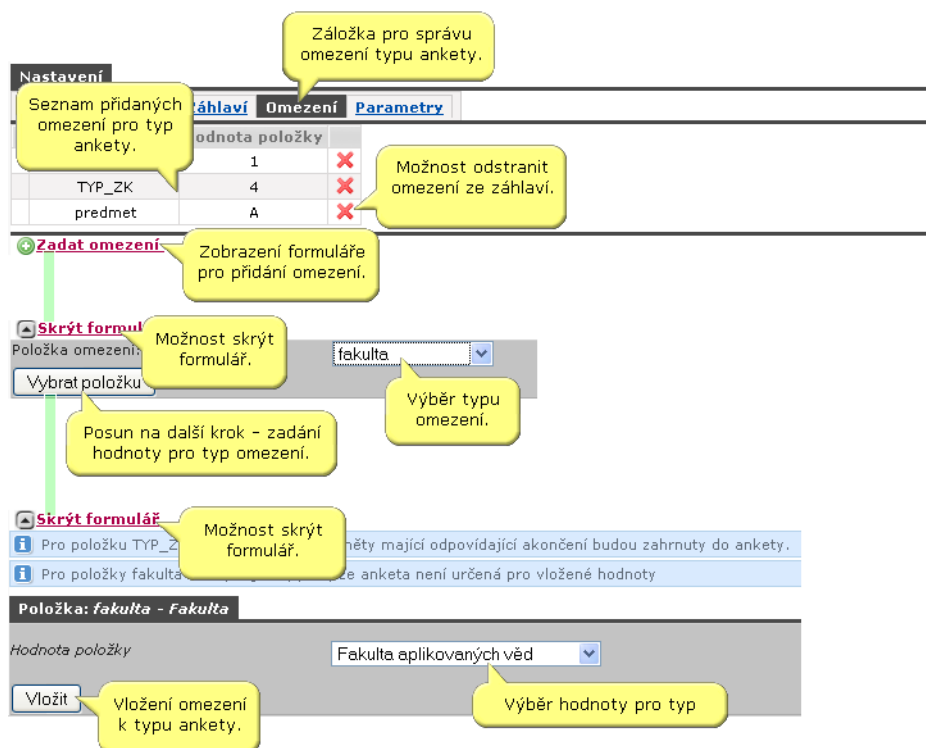 Záložka pro správu
omezení typu ankety.
Nastavení
Seznam přidaných
omezení pro typ
ankety.
Záhlaví Omezení Parametry
odnota položky
1
TYP_ZK 4
predmet A
Možnost odstranit
omezení ze záhlaví.
Zadat omezení
Zobrazení formuláře
pro přidání omezení.
Skrýt formul
Možnost skrýt
formulář.
Položka omezení:
fakulta
Vybrat položku
Výběr typu
omezení.
Posun na další krok – zadání
hodnoty pro typ omezení.
Skrýt formulář
Možnost skrýt
formulář.
Pro položku TYP_Z něty mající odpovídající akončení budou zahrnuty do ankety.
Pro položky fakulta ze anketa není určená pro vložené hodnoty
Položka: fakulta - Fakulta
Hodnota položky
Fakulta aplikovaných věd
Vložit
Vložení omezení
k typu ankety.
Výběr hodnoty pro typ